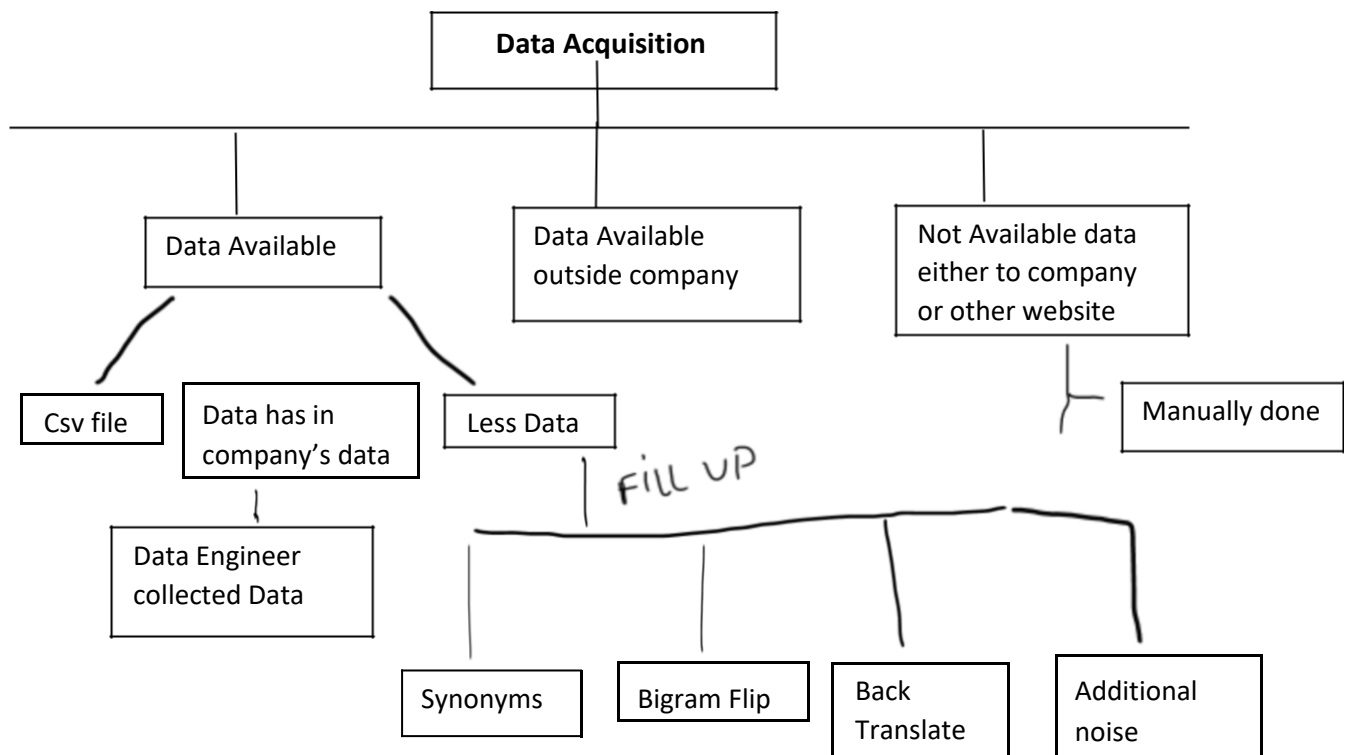 Data Acquisition
Data Available
Data Available
outside company
Not Available data
either to company
or other website
Csv file
Data has in
company’s data
Less Data
Manually done
FILL UP
Data Engineer
collected Data
Synonyms
Bigram Flip
Back
Translate
Additional
noise